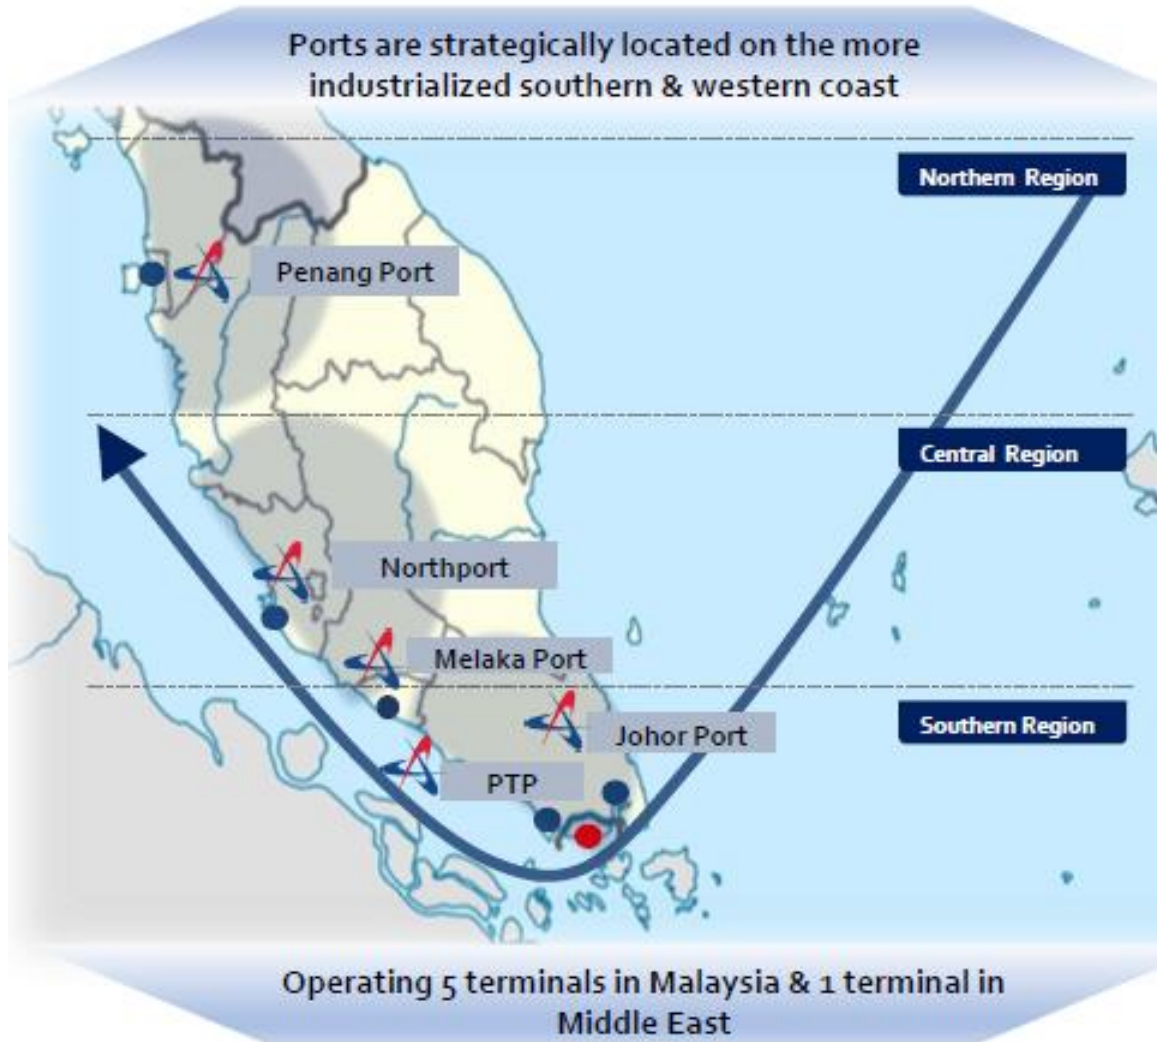 Ports are strategically located on the more
industrialized southern & western coast
Northern Region
Penang Port
Central Region
Northport
Melaka Port
Southern Region
Johor Port
PTP
Operating 5 terminals in Malaysia & 1 terminal in
Middle East